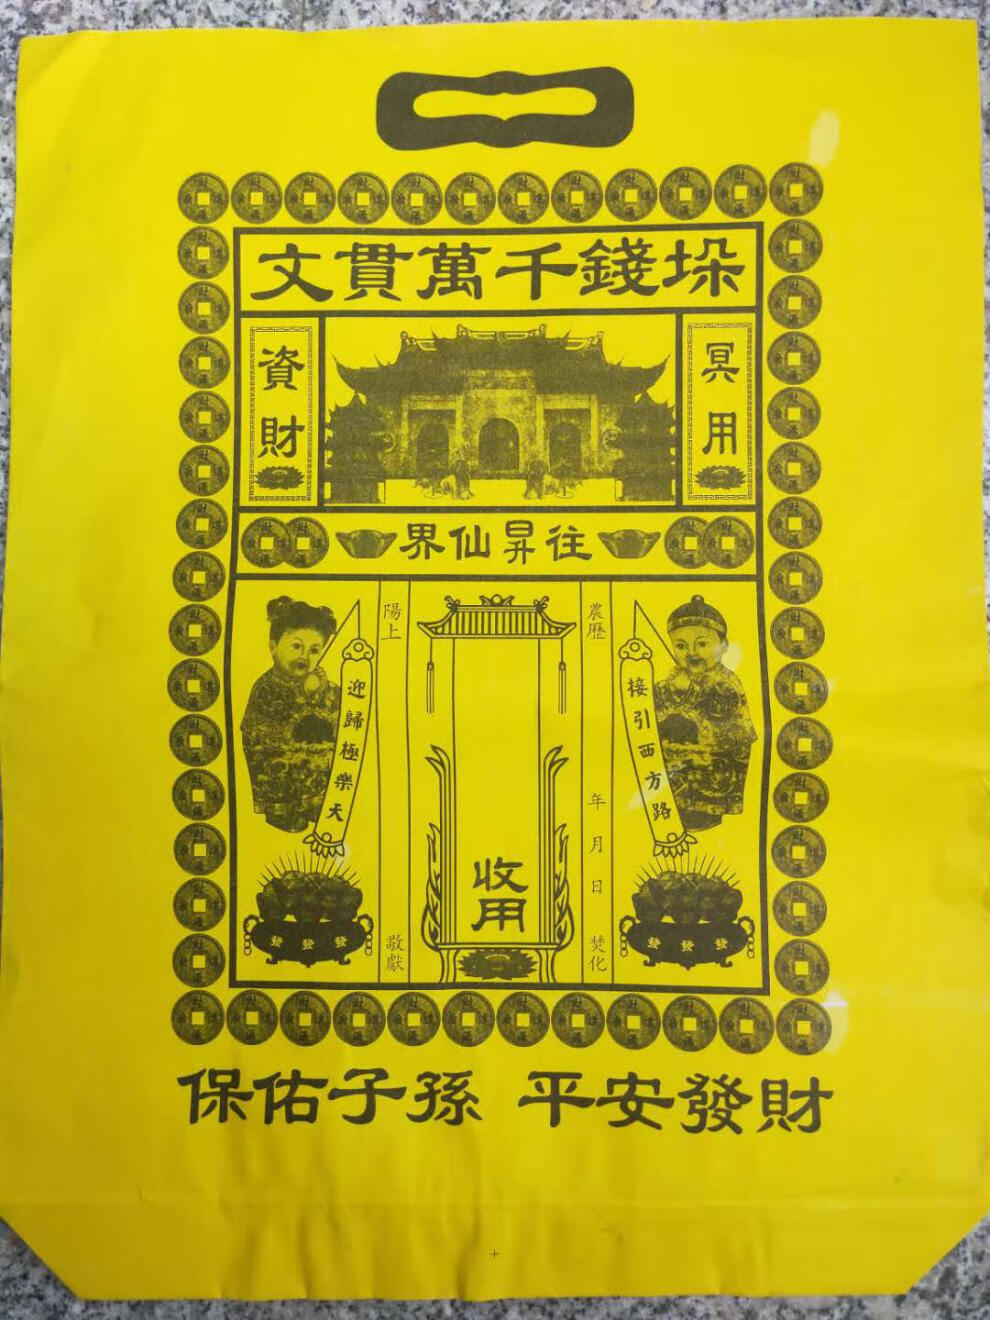 垛錢千萬貫文
冥用
資財
往昇仙界
接引西方路
發發發
農歷 年 月 日 焚化
收用
陽上 敬獻
迎歸極樂天
發發發
保佑子孫 平安發財